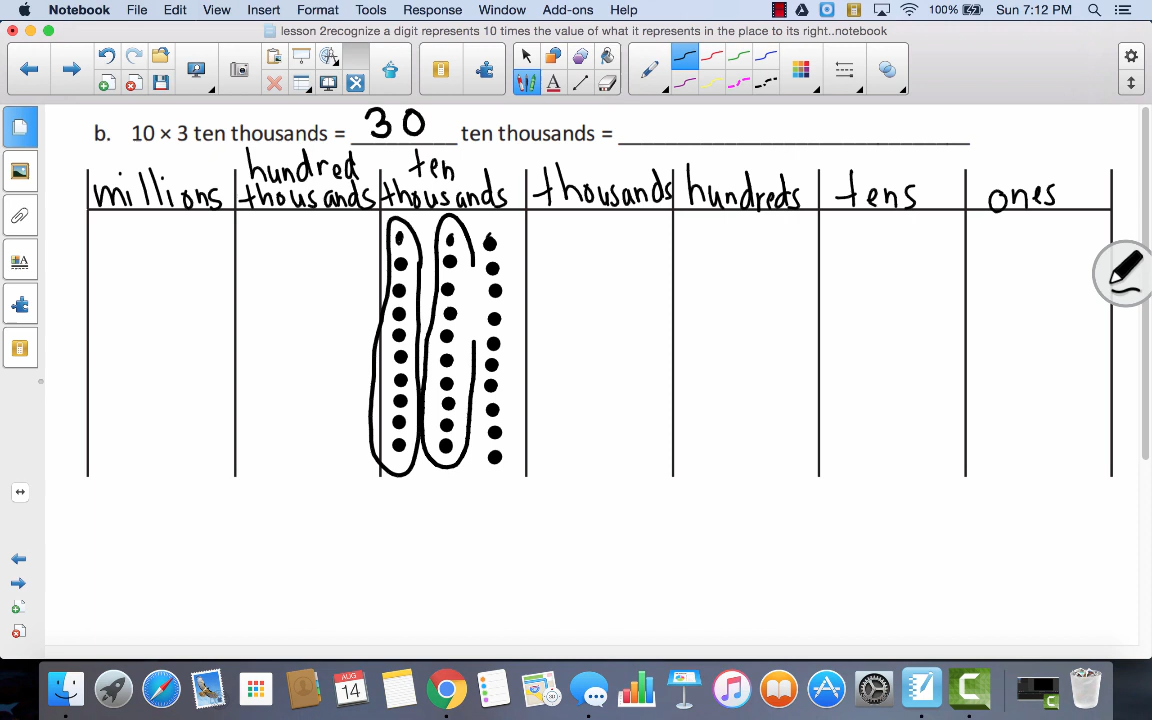 Notebook File Edit View Insert Format Tools Response Window Add-ons Help 100% Sun 7:12 PM
lesson 2recognize a digit represents 10 times the value of what it represents in the place to its right..notebook
b. 10 × 3 ten thousands = 30 ten thousands =
millions hundred thousands ten thousands thousands hundreds tens ones
AUG
14